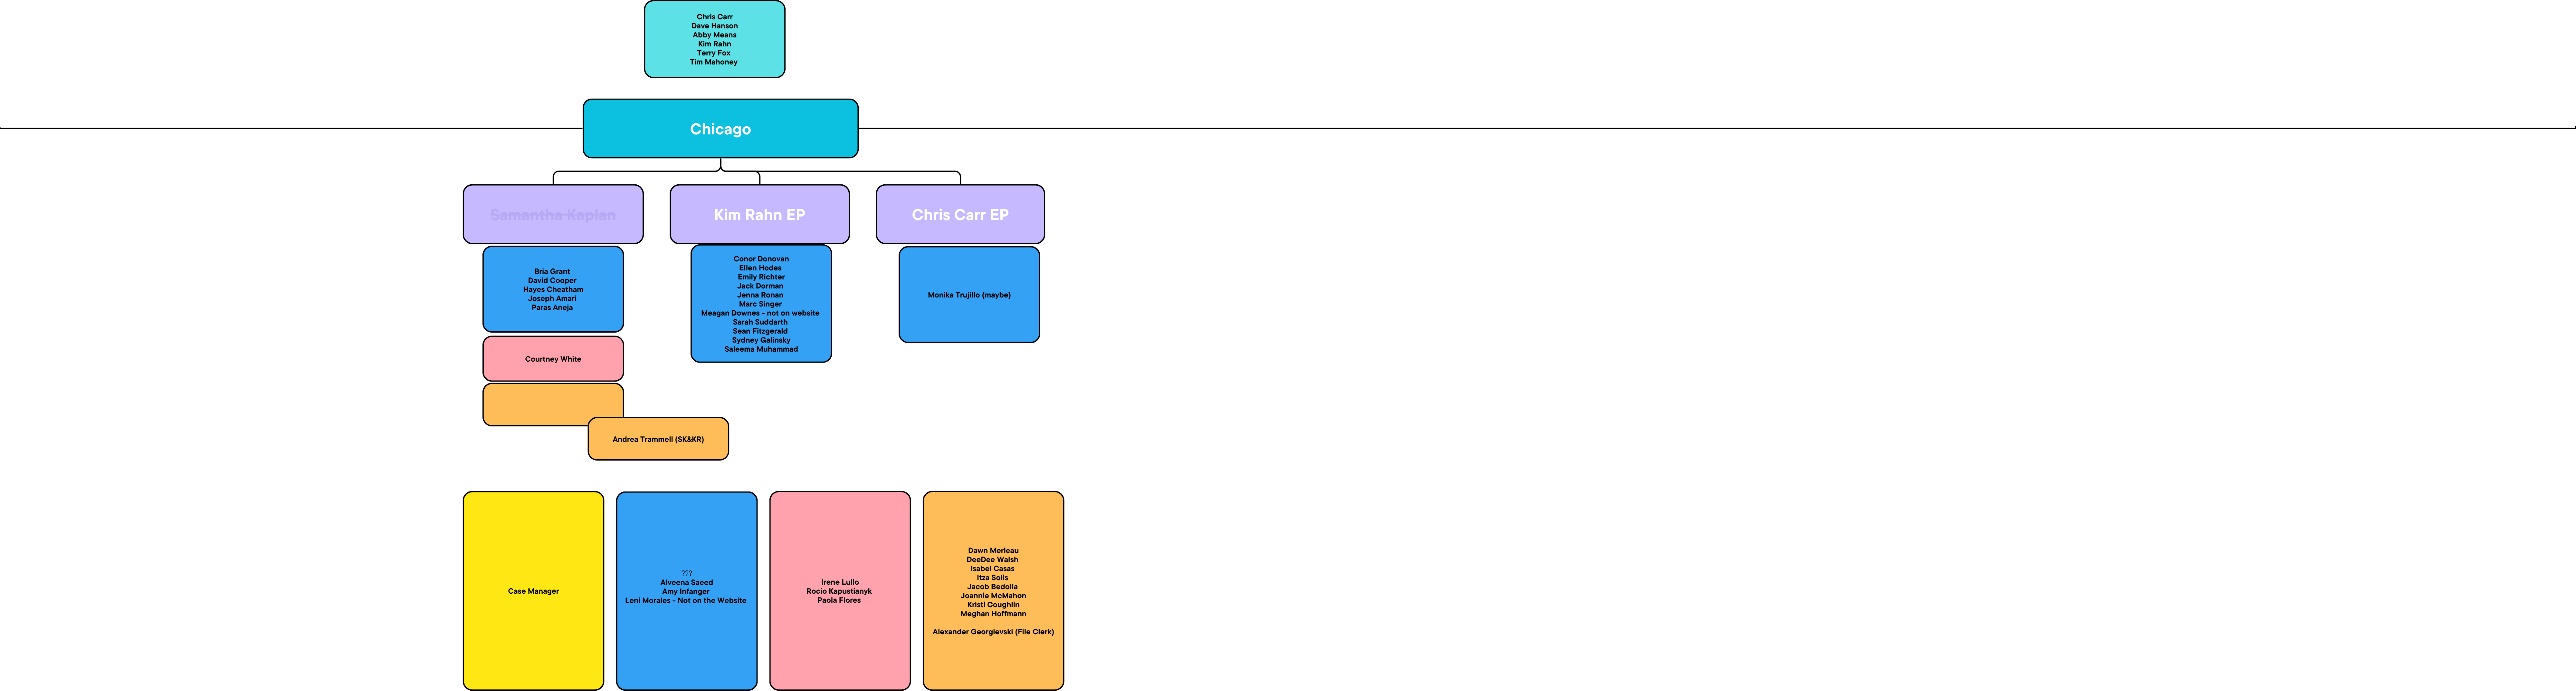 Chris Carr
Dave Hanson
Abby Means
Kim Rahn
Terry Fox
Tim Mahoney
Chicago
Samantha Kaplan
Kim Rahn EP
Chris Carr EP
Bria Grant
David Cooper
Hayes Cheatham
Joseph Amari
Paras Aneja
Conor Donovan
Ellen Hodes
Emily Richter
Jack Dorman
Jenna Ronan
Marc Singer
Meagan Downes - not on website
Sarah Suddarth
Sean Fitzgerald
Sydney Galinsky
Saleema Muhammad
Monika Trujillo (maybe)
Courtney White
Andrea Trammell (SK&KR)
Case Manager
???
Alveena Saeed
Amy Infanger
Leni Morales - Not on the Website
Irene Lullo
Rocio Kapustianyk
Paola Flores
Dawn Merleau
DeeDee Walsh
Isabel Casas
Itza Solis
Jacob Bedolla
Joannie McMahon
Kristi Coughlin
Meghan Hoffmann
Alexander Georgievski (File Clerk)